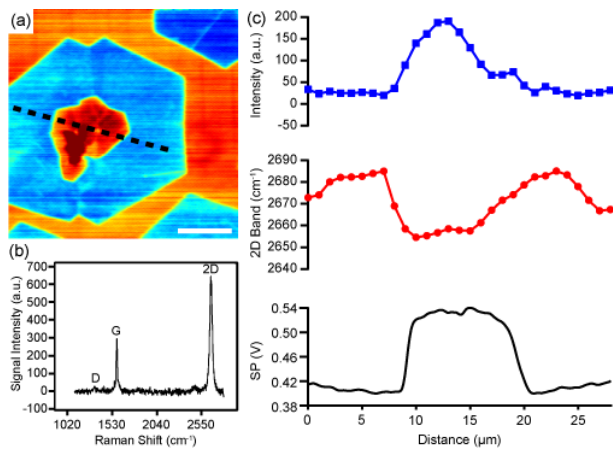 (a)
(b)
Signal Intensity (a.u.)
700
600
500
400
300
200
100
0
-100
D
G
2D
1020 1530 2040 2550
Raman Shift (cm⁻¹)
(c)
Intensity (a.u.)
200
150
100
50
0
-50
2D Band (cm⁻¹)
2690
2680
2670
2660
2650
2640
SP (V)
0.54
0.50
0.46
0.42
0.38
0 5 10 15 20 25
Distance (μm)